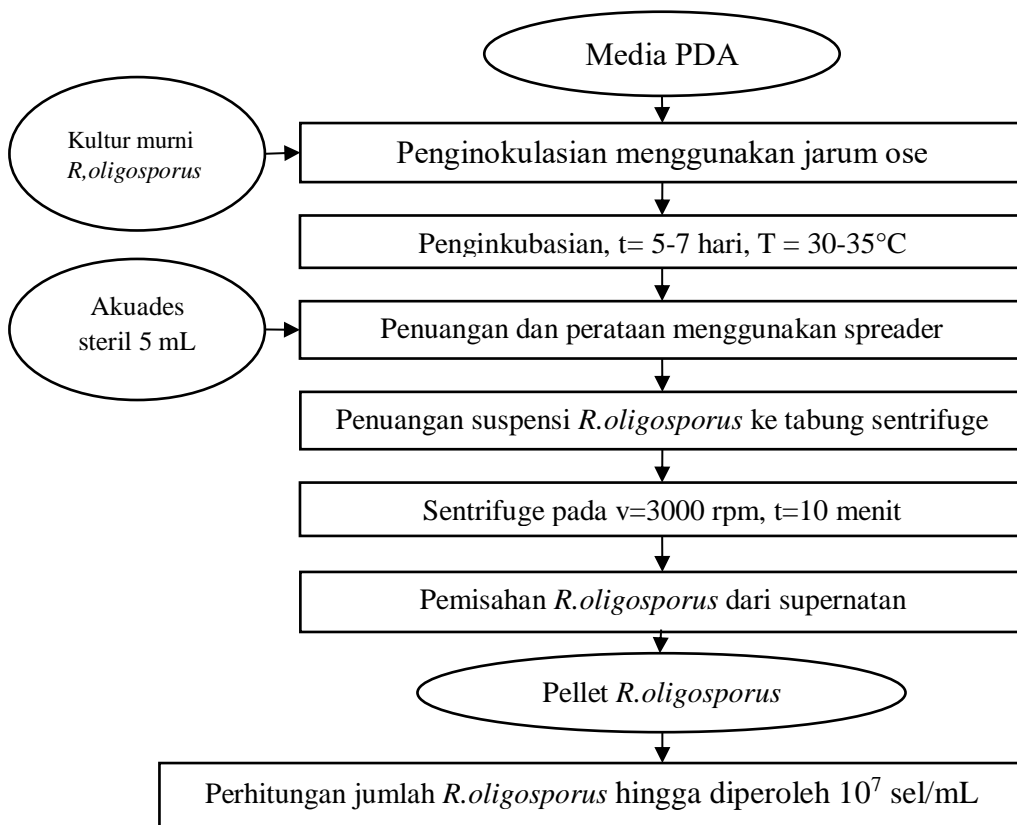 Media PDA
Kultur murni
R,oligosporus
Penginokulasian menggunakan jarum ose
Penginkubasian, t= 5-7 hari, T = 30-35°C
Akuades
steril 5 mL
Penuangan dan perataan menggunakan spreader
Penuangan suspensi R.oligosporus ke tabung sentrifuge
Sentrifuge pada v=3000 rpm, t=10 menit
Pemisahan R.oligosporus dari supernatan
Pellet R.oligosporus
Perhitungan jumlah R.oligosporus hingga diperoleh 10⁷ sel/mL